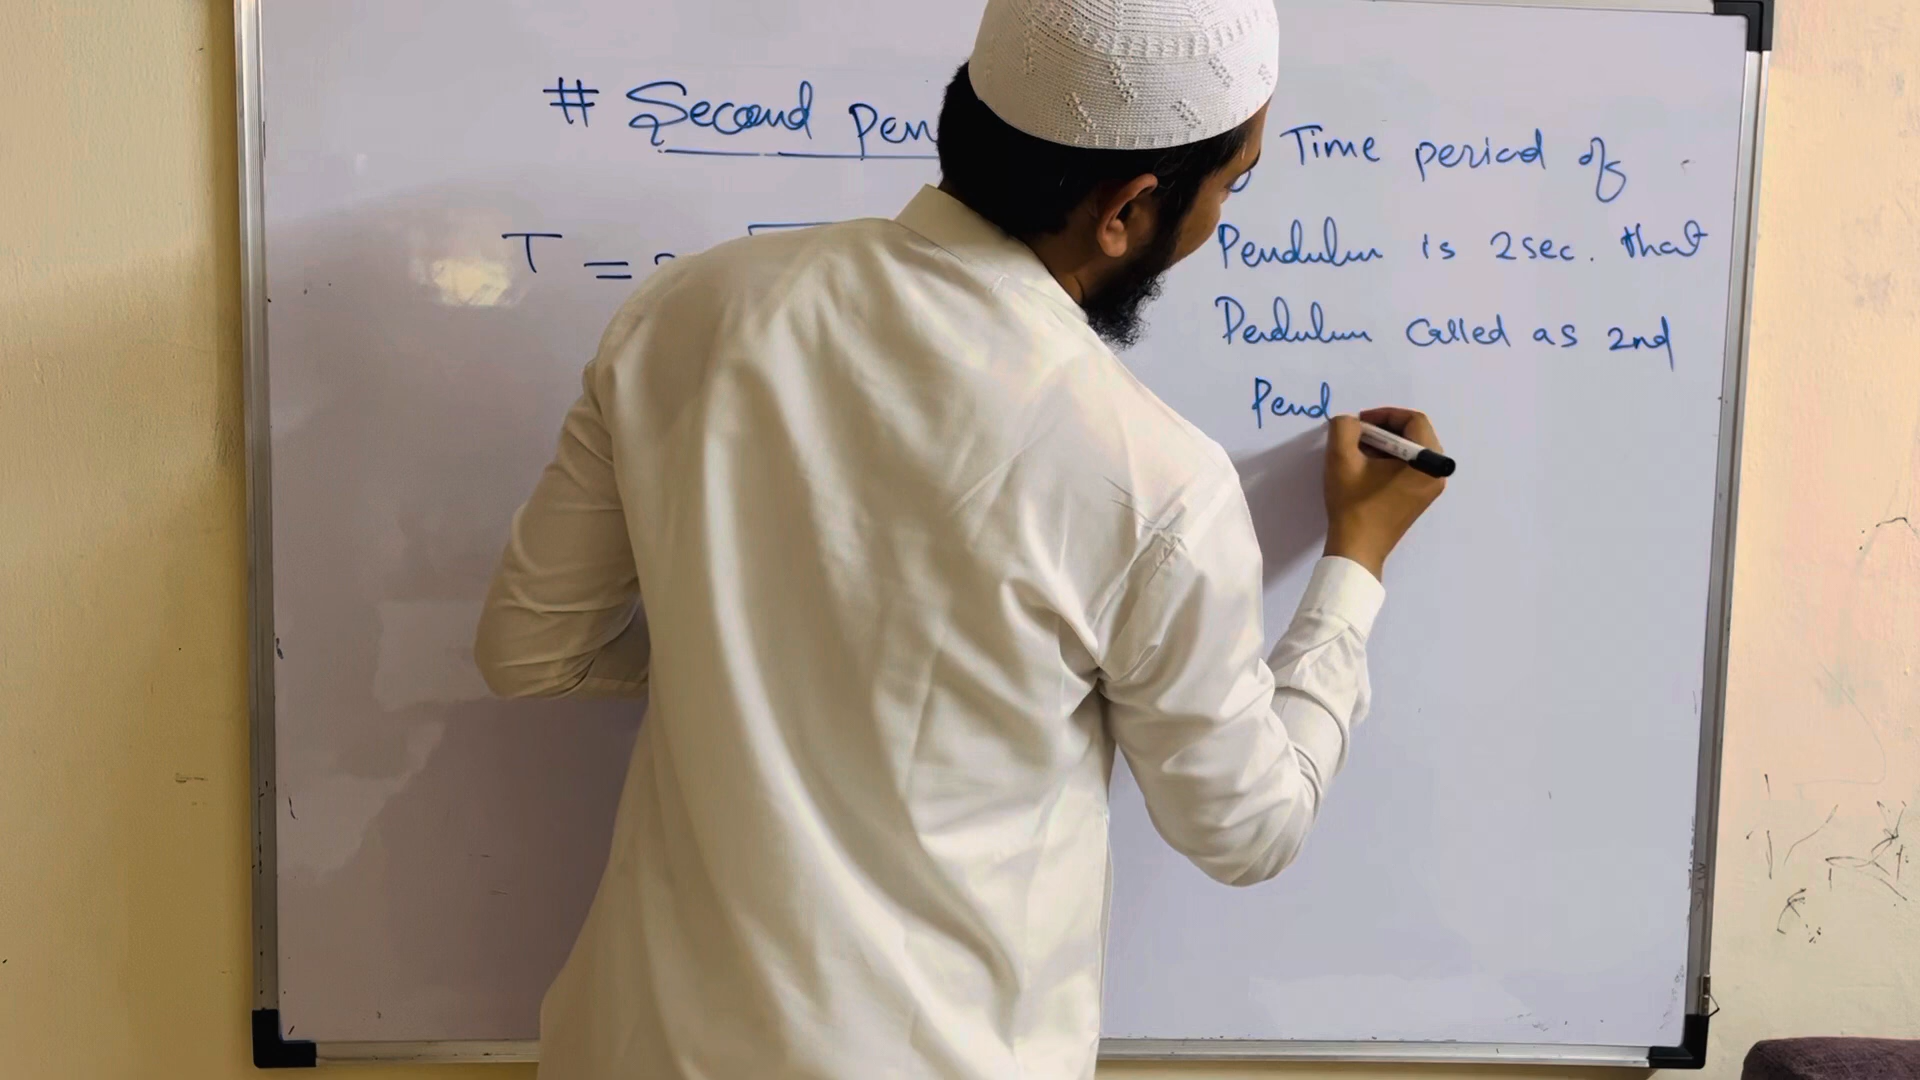 # Second pen
T =
Time period of
Pendulum is 2sec. that
Pendulum Called as 2nd
Pend